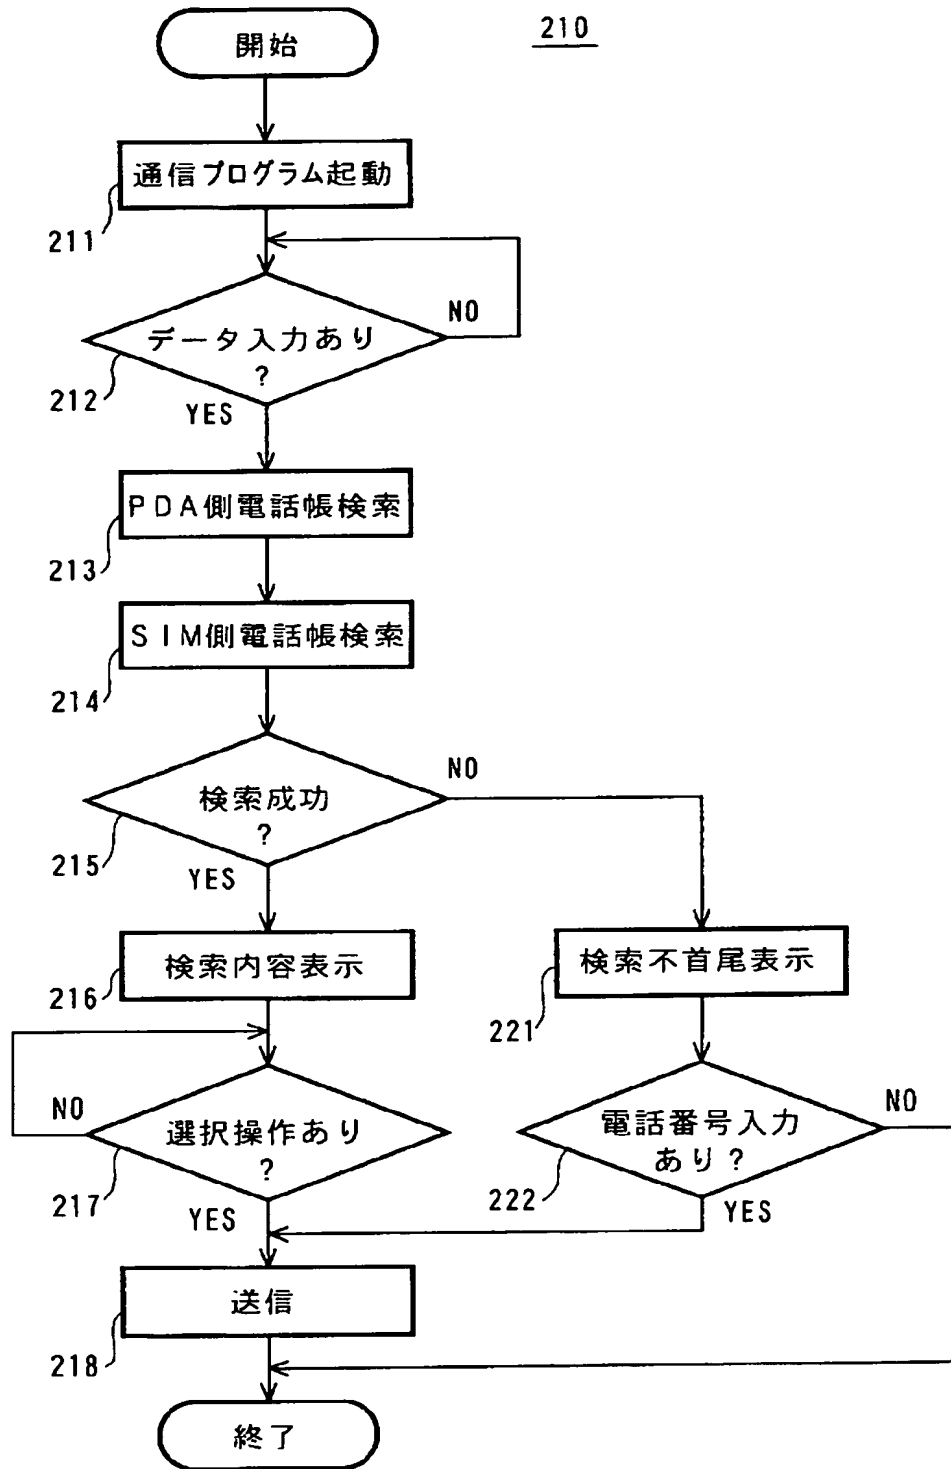 210
開始
通信プログラム起動
211
データ入力あり
?
NO
212
YES
PDA側電話帳検索
213
SIM側電話帳検索
214
検索成功
?
NO
215
YES
検索内容表示
216
検索不首尾表示
221
選択操作あり
?
NO
217
YES
電話番号入力
あり?
NO
222
YES
送信
218
終了